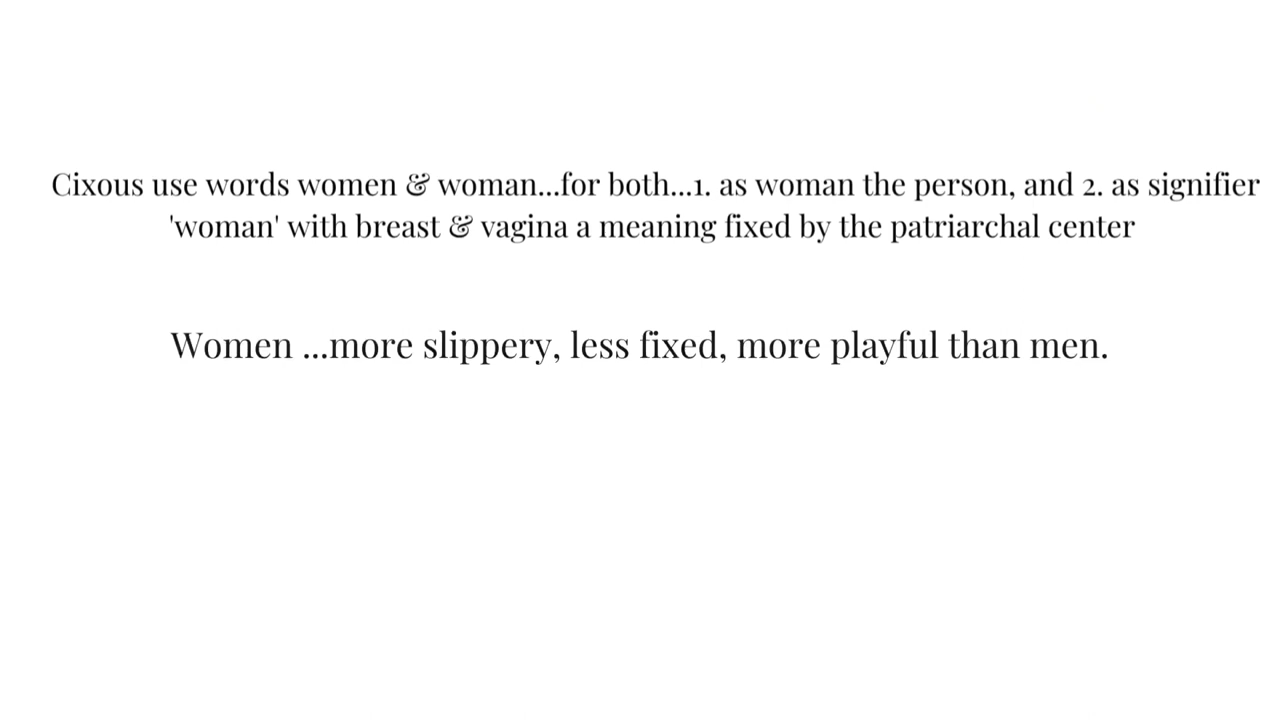 Cixous use words women & woman...for both...1. as woman the person, and 2. as signifier
'woman' with breast & vagina a meaning fixed by the patriarchal center
Women ...more slippery, less fixed, more playful than men.